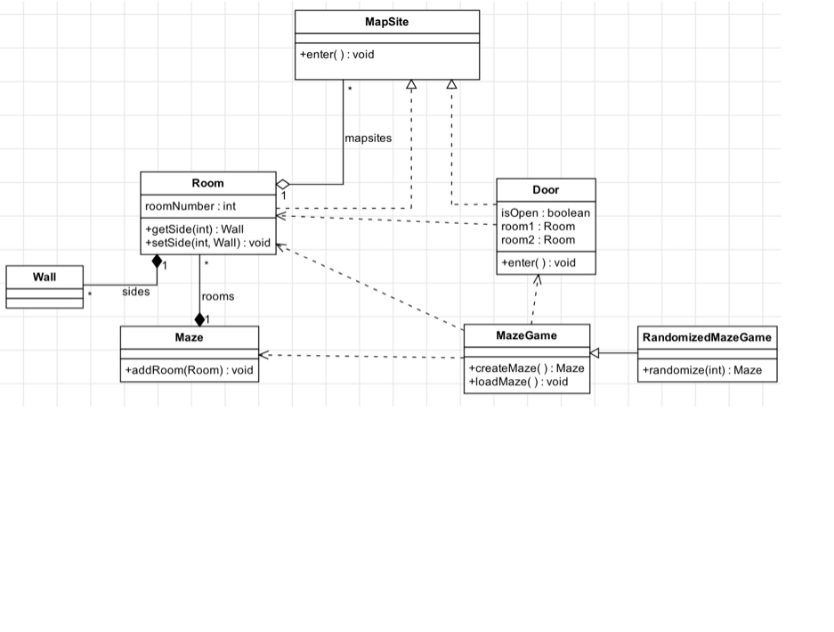 MapSite
+enter( ) : void
*
mapsites
Room
1
roomNumber : int
+getSide(int) : Wall
+setSide(int, Wall) : void
Door
isOpen : boolean
room1 : Room
room2 : Room
+enter( ) : void
1
*
Wall
*
sides
rooms
1
Maze
+addRoom(Room) : void
MazeGame
+createMaze( ) : Maze
+loadMaze( ) : void
RandomizedMazeGame
+randomize(int) : Maze